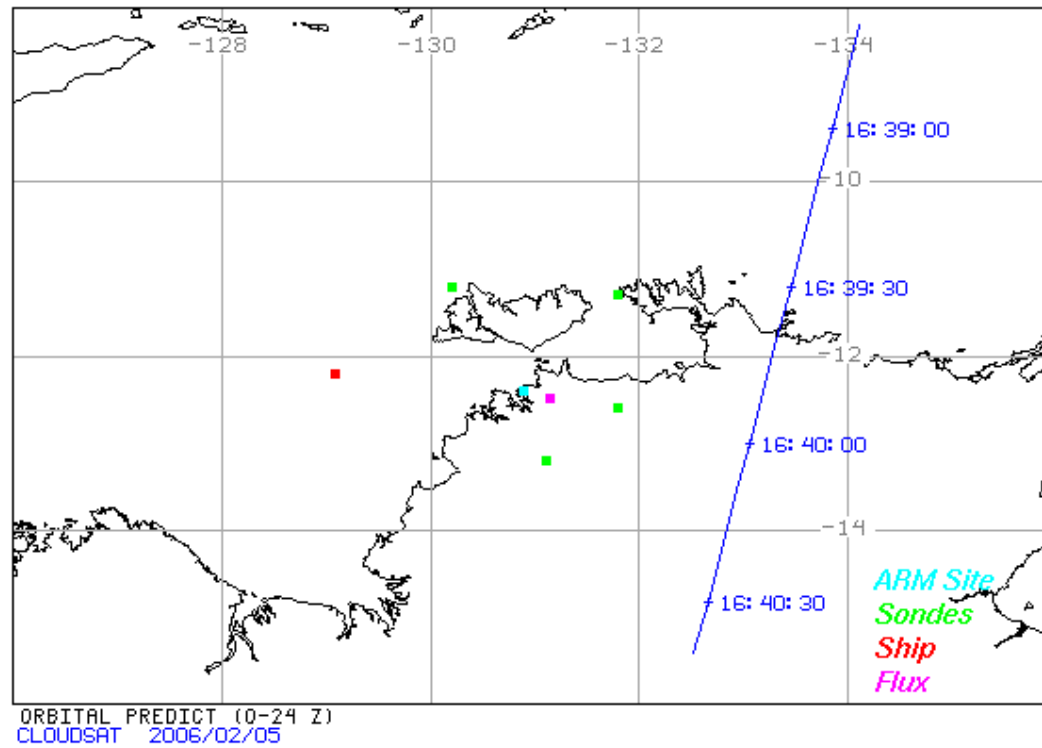 -128 -130 -132 -134
16:39:00
-10
16:39:30
-12
16:40:00
-14
ARM Site
16:40:30
Sondes
Ship
Flux
ORBITAL PREDICT (0-24 Z)
CLOUDSAT 2006/02/05